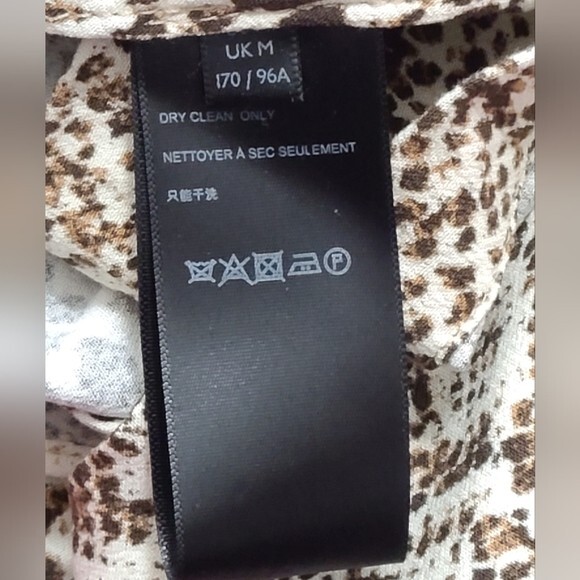 UK M
170 / 96A
DRY CLEAN ONLY
NETTOYER À SEC SEULEMENT
只能干洗
P